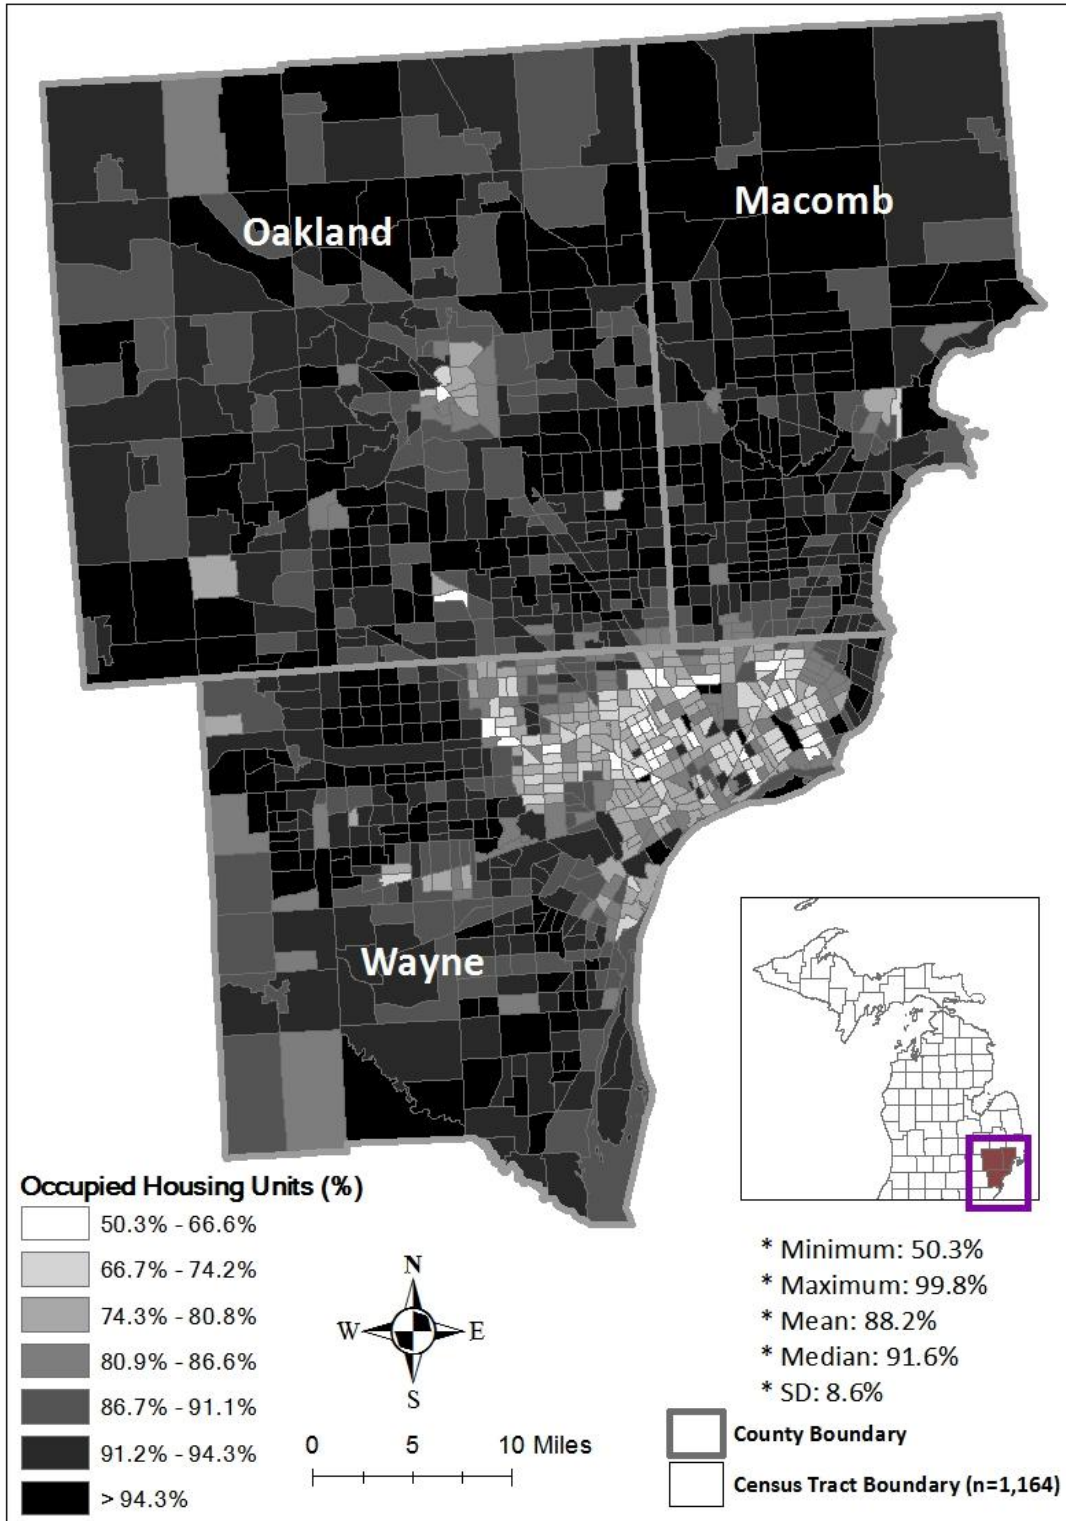 Macomb
Oakland
Wayne
Occupied Housing Units (%)
50.3% - 66.6%
66.7% - 74.2%
74.3% - 80.8%
80.9% - 86.6%
86.7% - 91.1%
91.2% - 94.3%
> 94.3%
N
W E
S
0 5 10 Miles
* Minimum: 50.3%
* Maximum: 99.8%
* Mean: 88.2%
* Median: 91.6%
* SD: 8.6%
County Boundary
Census Tract Boundary (n=1,164)